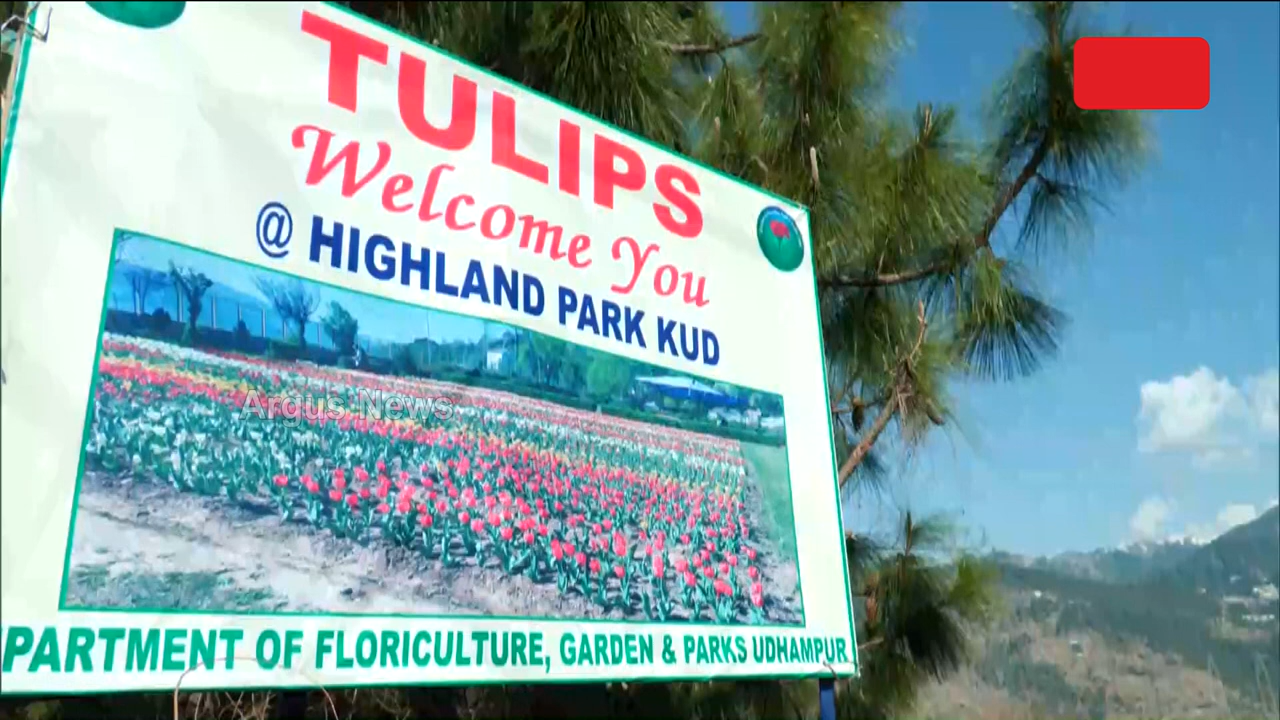 TULIPS
Welcome You
@ HIGHLAND PARK KUD
Argus News
PARTMENT OF FLORICULTURE, GARDEN & PARKS UDHAMPUR